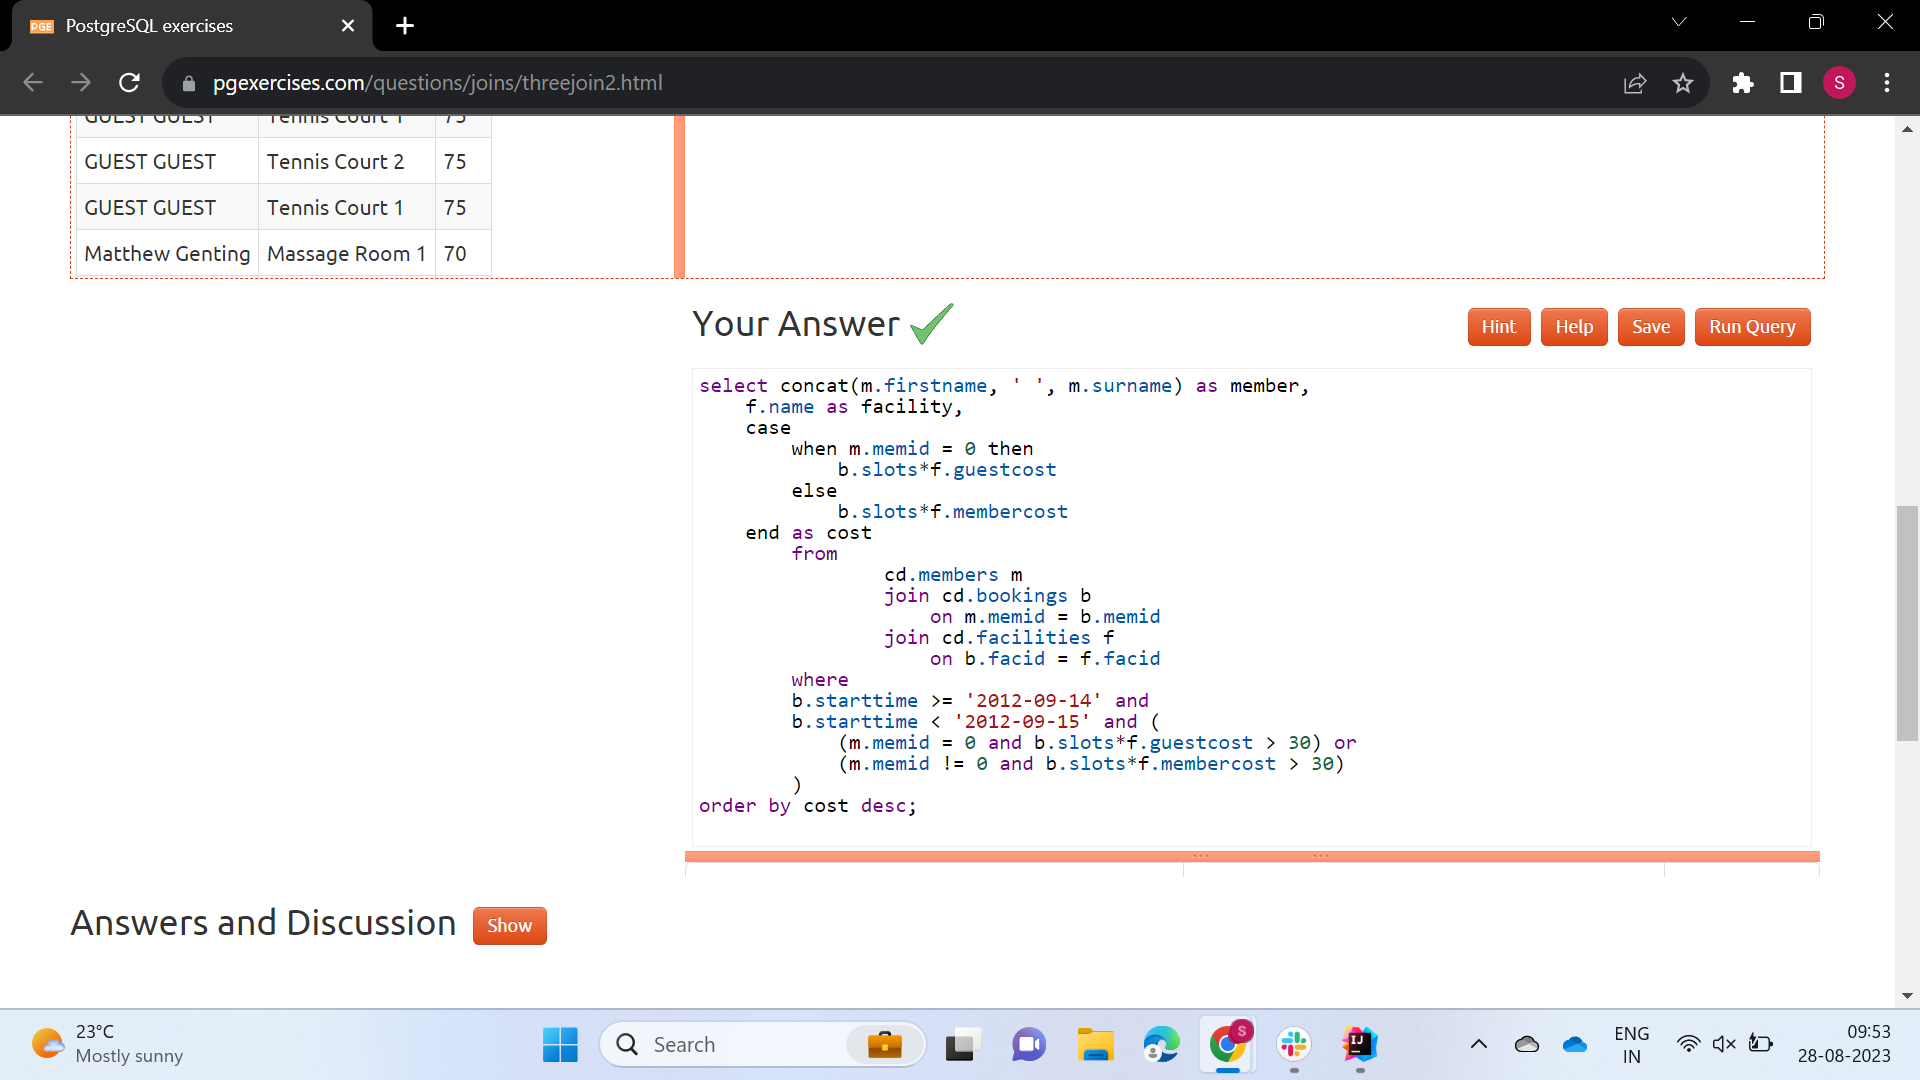 PGE PostgreSQL exercises
pgexercises.com/questions/joins/threejoin2.html
S
GUEST GUEST Tennis Court 1 75
GUEST GUEST Tennis Court 2 75
GUEST GUEST Tennis Court 1 75
Matthew Genting Massage Room 1 70
Your Answer
Hint Help Save Run Query
select concat(m.firstname, ' ', m.surname) as member,
f.name as facility,
case
when m.memid = 0 then
b.slots*f.guestcost
else
b.slots*f.membercost
end as cost
from
cd.members m
join cd.bookings b
on m.memid = b.memid
join cd.facilities f
on b.facid = f.facid
where
b.starttime >= '2012-09-14' and
b.starttime < '2012-09-15' and (
(m.memid = 0 and b.slots*f.guestcost > 30) or
(m.memid != 0 and b.slots*f.membercost > 30)
)
order by cost desc;
Answers and Discussion Show
23°C
Mostly sunny
Search
S
IJ
ENG
IN
09:53
28-08-2023